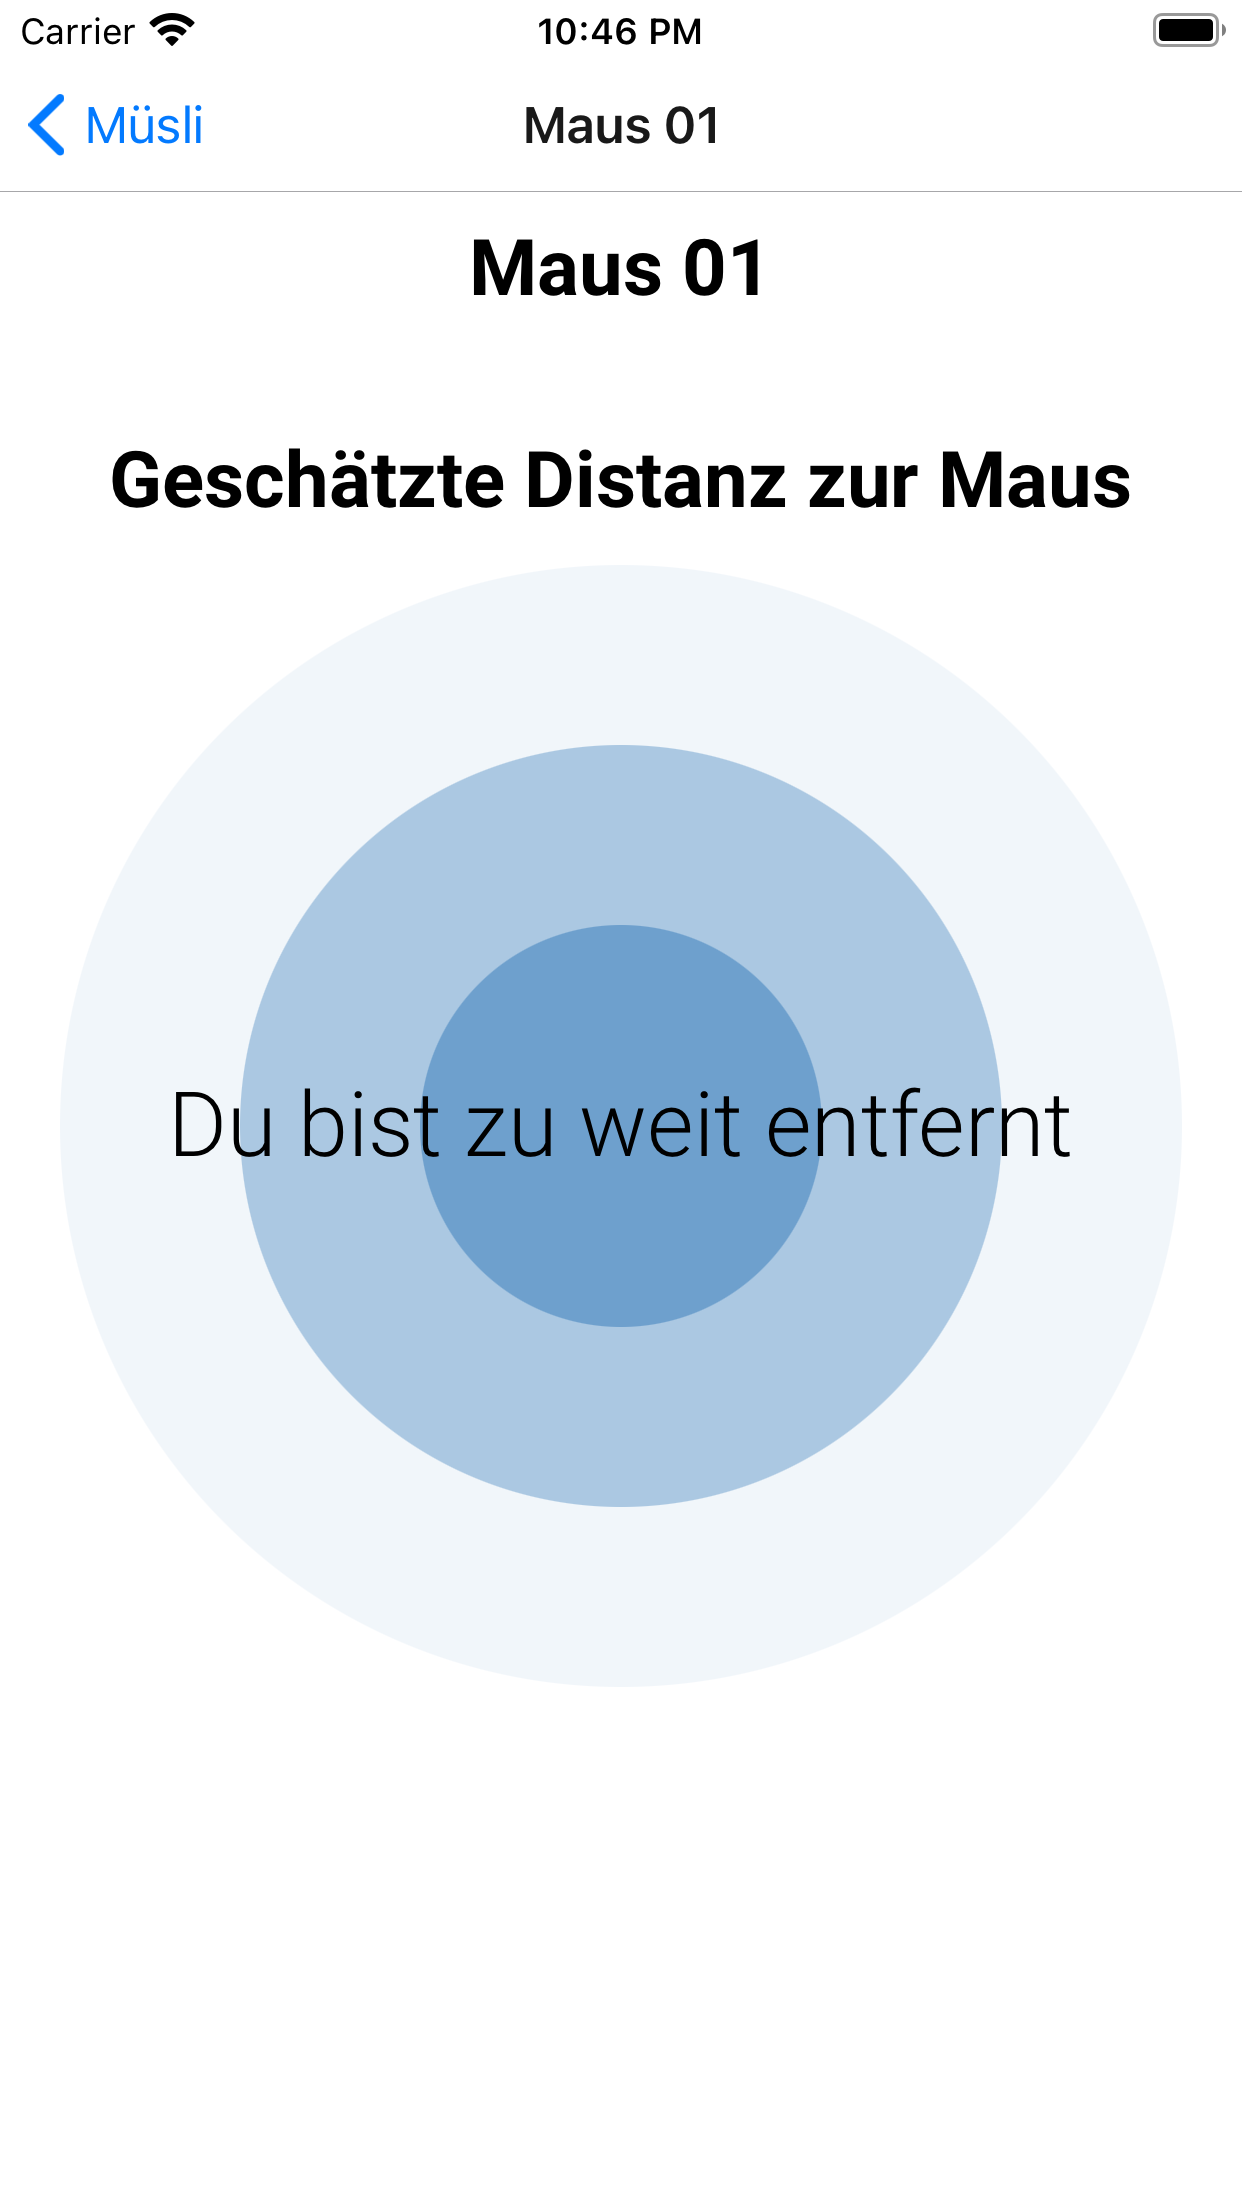 Carrier 10:46 PM
Müsli Maus 01
Maus 01
Geschätzte Distanz zur Maus
Du bist zu weit entfernt